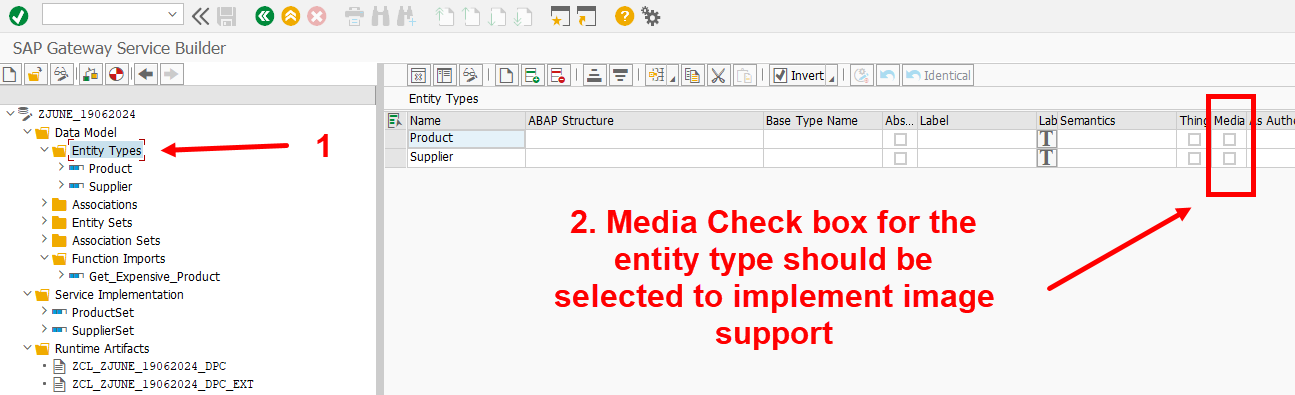 SAP Gateway Service Builder
Invert
Identical
Entity Types
ZJUNE_19062024
Data Model
Entity Types
Product
Supplier
Associations
Entity Sets
Association Sets
Function Imports
Get_Expensive_Product
Service Implementation
ProductSet
SupplierSet
Runtime Artifacts
ZCL_ZJUNE_19062024_DPC
ZCL_ZJUNE_19062024_DPC_EXT
1
Name ABAP Structure Base Type Name Abs... Label Lab Semantics Thing Media As Autho
Product T
Supplier T
2. Media Check box for the
entity type should be
selected to implement image
support